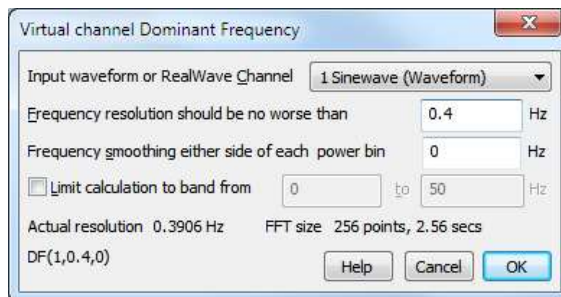 Virtual channel Dominant Frequency
Input waveform or RealWave Channel 1 Sinewave (Waveform)
Frequency resolution should be no worse than 0.4 Hz
Frequency smoothing either side of each power bin 0 Hz
Limit calculation to band from 0 to 50 Hz
Actual resolution 0.3906 Hz FFT size 256 points, 2.56 secs
DF(1,0.4,0) Help Cancel OK